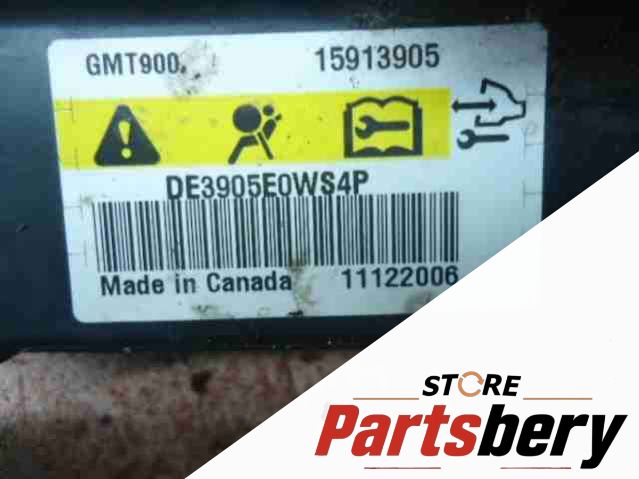 GMT900. 15913905
DE3905E0WS4P
Made in Canada 11122006
STORE
Partsbery